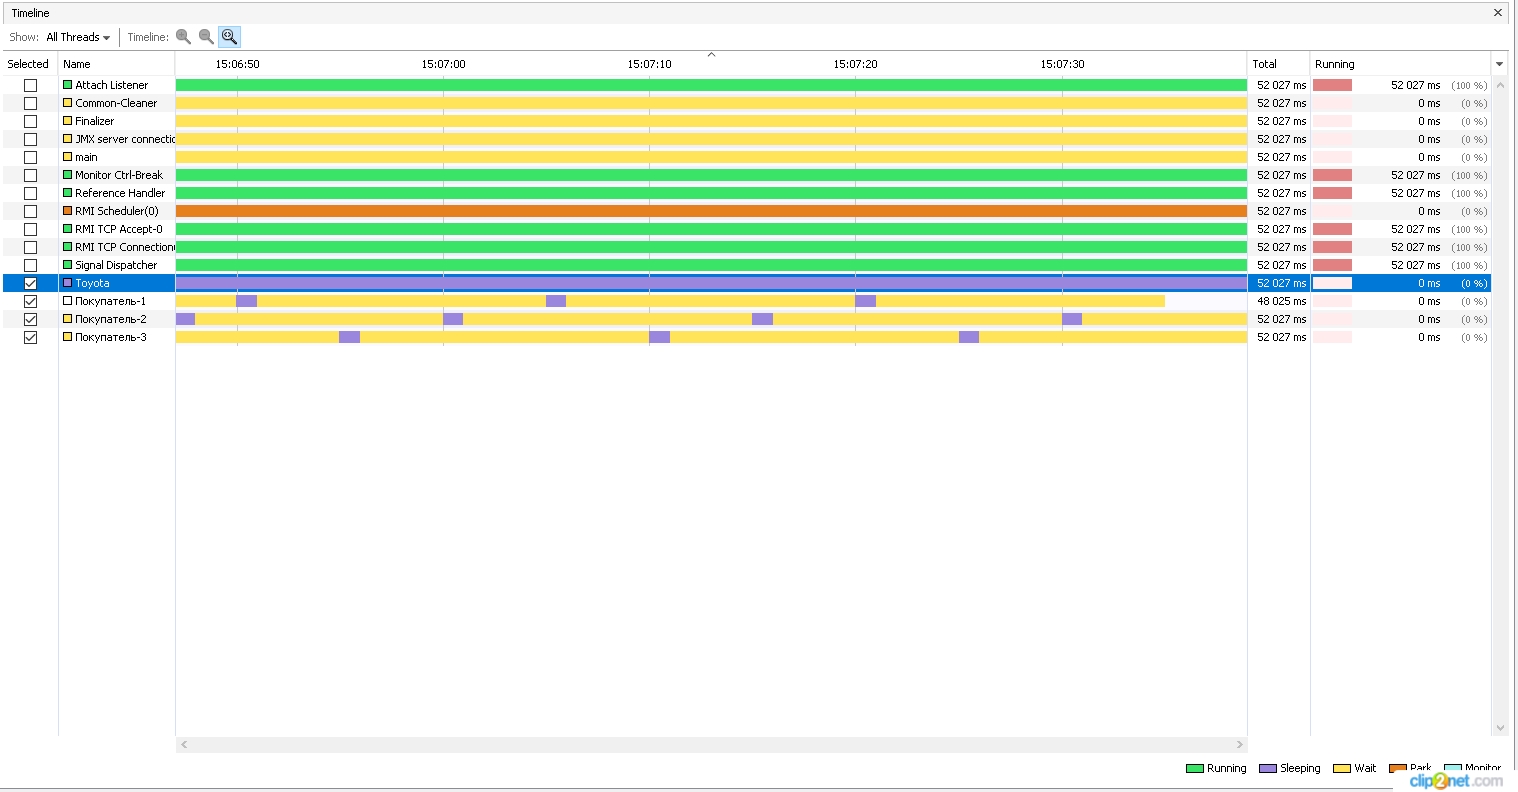 Timeline
Show: All Threads Timeline:
Selected Name 15:06:50 15:07:00 15:07:10 15:07:20 15:07:30 Total Running
Attach Listener 52 027 ms 52 027 ms (100 %)
Common-Cleaner 52 027 ms 0 ms (0 %)
Finalizer 52 027 ms 0 ms (0 %)
JMX server connectic 52 027 ms 0 ms (0 %)
main 52 027 ms 0 ms (0 %)
Monitor Ctrl-Break 52 027 ms 52 027 ms (100 %)
Reference Handler 52 027 ms 52 027 ms (100 %)
RMI Scheduler(0) 52 027 ms 0 ms (0 %)
RMI TCP Accept-0 52 027 ms 52 027 ms (100 %)
RMI TCP Connection 52 027 ms 52 027 ms (100 %)
Signal Dispatcher 52 027 ms 52 027 ms (100 %)
Toyota 52 027 ms 0 ms (0 %)
Покупатель-1 48 025 ms 0 ms (0 %)
Покупатель-2 52 027 ms 0 ms (0 %)
Покупатель-3 52 027 ms 0 ms (0 %)
Running Sleeping Wait Park Monitor
clip2net.com